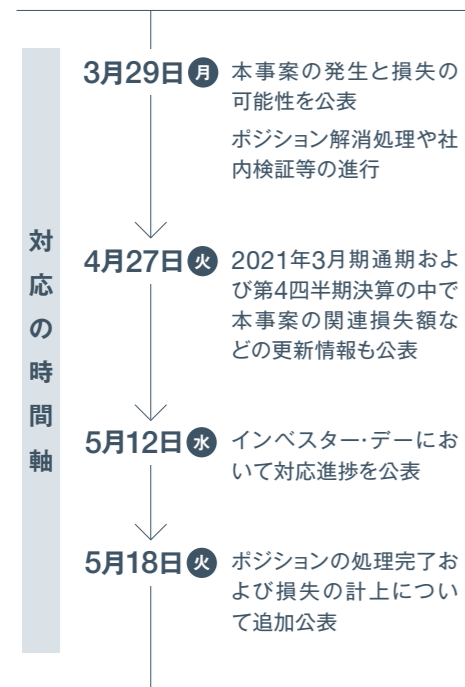 対応の時間軸
3月29日 月
本事案の発生と損失の
可能性を公表
ポジション解消処理や社
内検証等の進行
4月27日 火
2021年3月期通期およ
び第4四半期決算の中で
本事案の関連損失額な
どの更新情報も公表
5月12日 水
インベスター・デーにお
いて対応進捗を公表
5月18日 火
ポジションの処理完了お
よび損失の計上につい
て追加公表